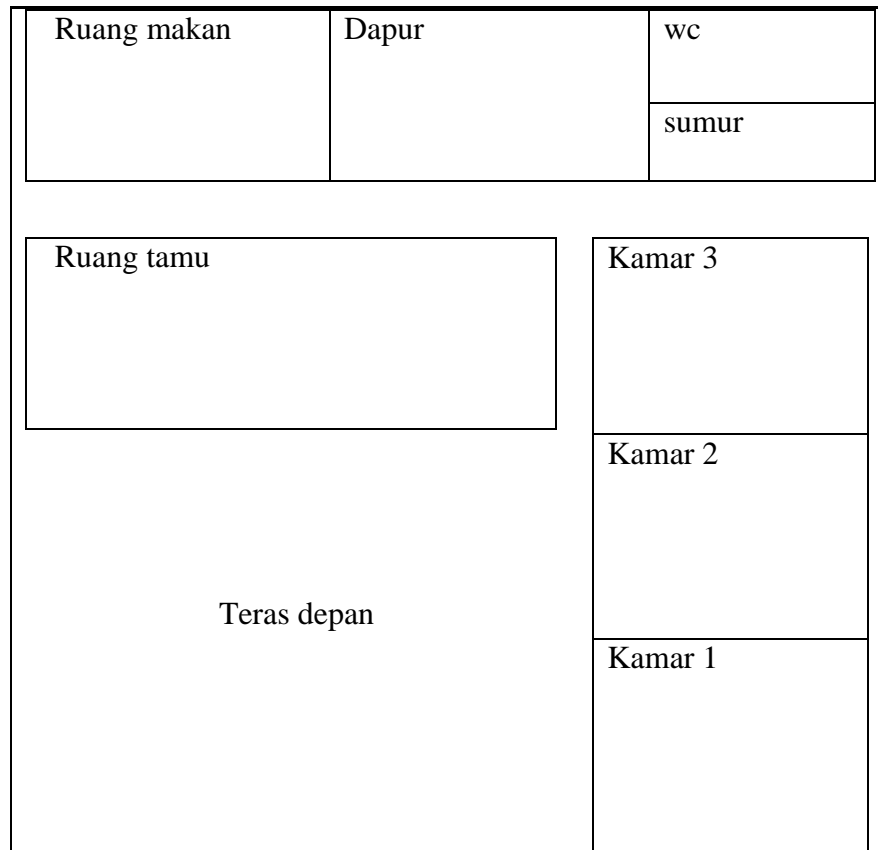 Ruang makan
Dapur
wc
sumur
Ruang tamu
Kamar 3
Kamar 2
Teras depan
Kamar 1